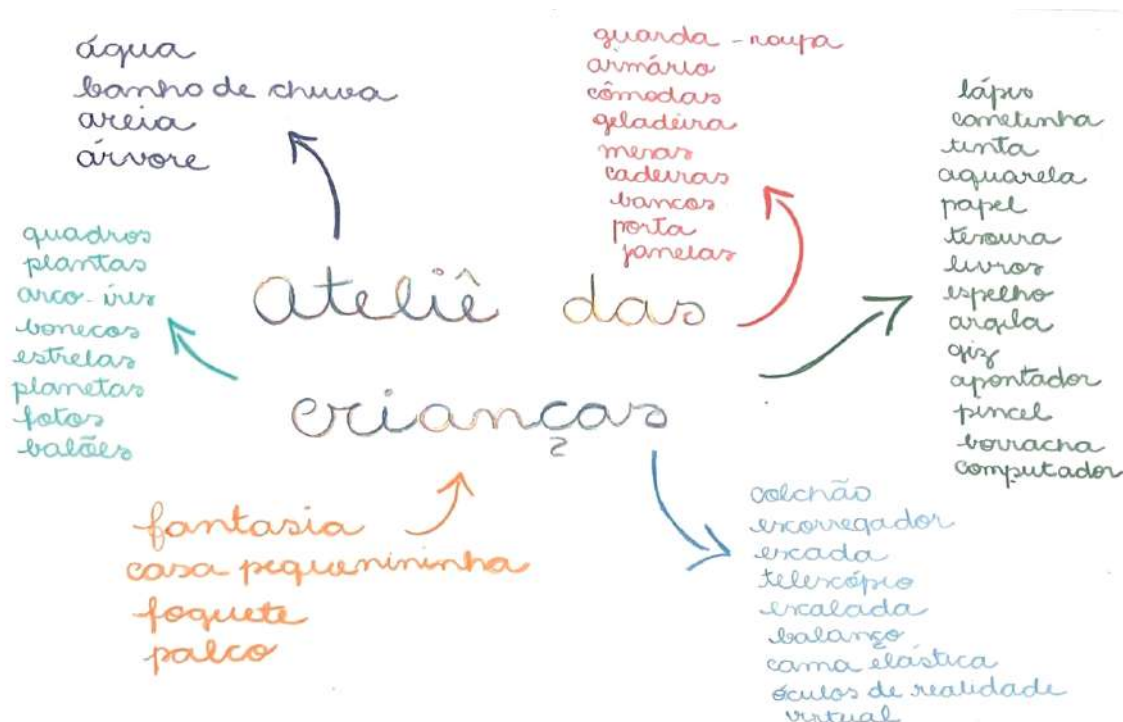 água
banho de chuva
areia
árvore
guarda-roupa
armário
cômodas
geladeira
mesas
cadeiras
bancos
porta
janelas
lápis
canetinha
tinta
aquarela
papel
tesoura
livros
espelho
argila
giz
apontador
pincel
borracha
computador
quadros
plantas
arco-íris
bonecos
estrelas
planetas
fotos
balões
ateliê das
crianças
fantasia
casa pequenininha
foguete
palco
colchão
escorregador
escada
telescópio
escalada
balanço
cama elástica
óculos de realidade
virtual